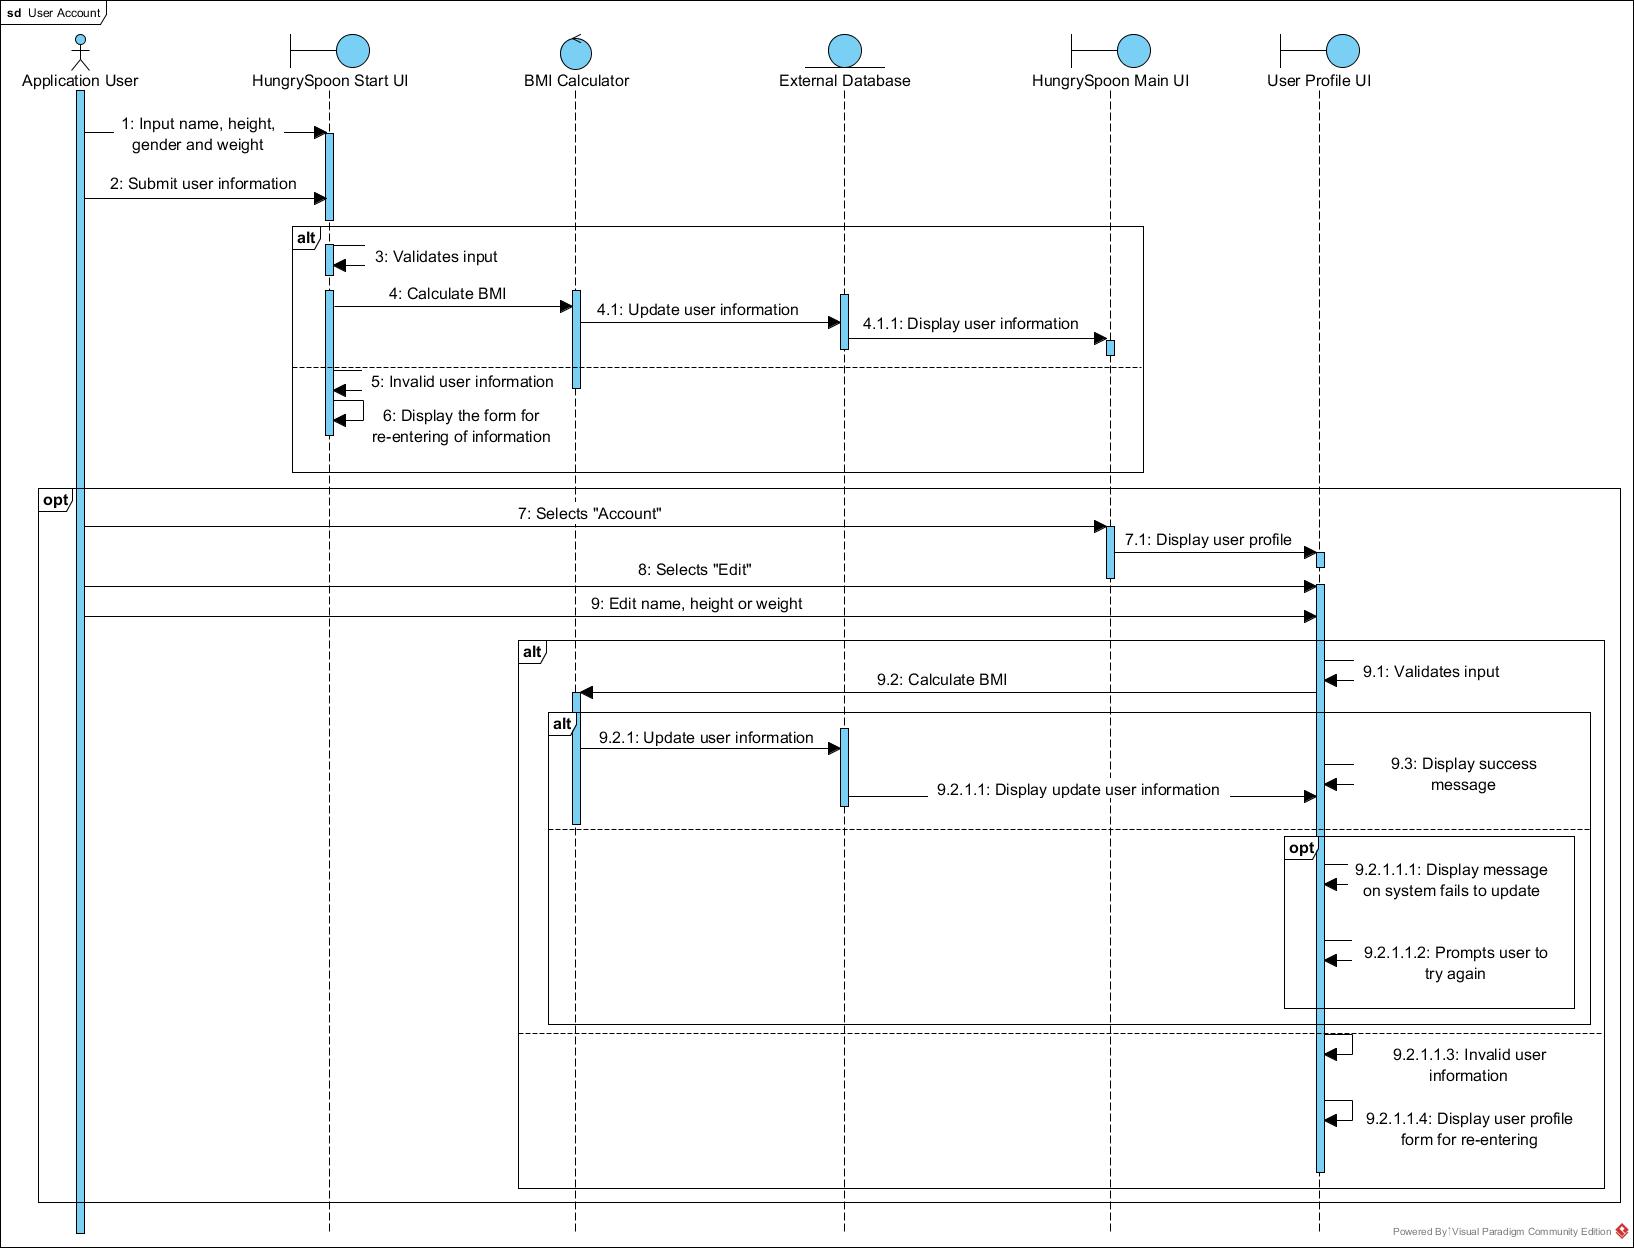 sd User Account
Application User
HungrySpoon Start UI
BMI Calculator
External Database
HungrySpoon Main UI
User Profile UI
1: Input name, height,
gender and weight
2: Submit user information
alt
3: Validates input
4: Calculate BMI
4.1: Update user information
4.1.1: Display user information
5: Invalid user information
6: Display the form for
re-entering of information
opt
7: Selects "Account"
7.1: Display user profile
8: Selects "Edit"
9: Edit name, height or weight
alt
9.1: Validates input
9.2: Calculate BMI
alt
9.2.1: Update user information
9.3: Display success
message
9.2.1.1: Display update user information
opt
9.2.1.1.1: Display message
on system fails to update
9.2.1.1.2: Prompts user to
try again
9.2.1.1.3: Invalid user
information
9.2.1.1.4: Display user profile
form for re-entering
Powered By Visual Paradigm Community Edition